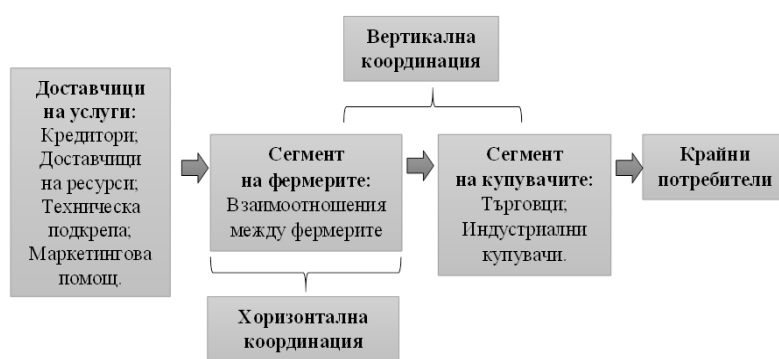 Вертикална
координация
Доставчици
на услуги:
Кредитори;
Доставчици
на ресурси;
Техническа
подкрепа;
Маркетингова
помощ.
Сегмент
на фермерите:
Взаимоотношения
между фермерите
Сегмент
на купувачите:
Търговци;
Индустриални
купувачи.
Крайни
потребители
Хоризонтална
координация